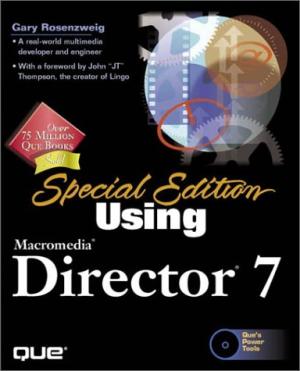 Gary Rosenzweig
• A real-world multimedia
developer and engineer
• With a foreword by John "JT"
Thompson, the creator of Lingo
Over
75 Million
Que Books
Sold
Special Edition
Using
Macromedia®
Director® 7
que®
Que's
Power
Tools